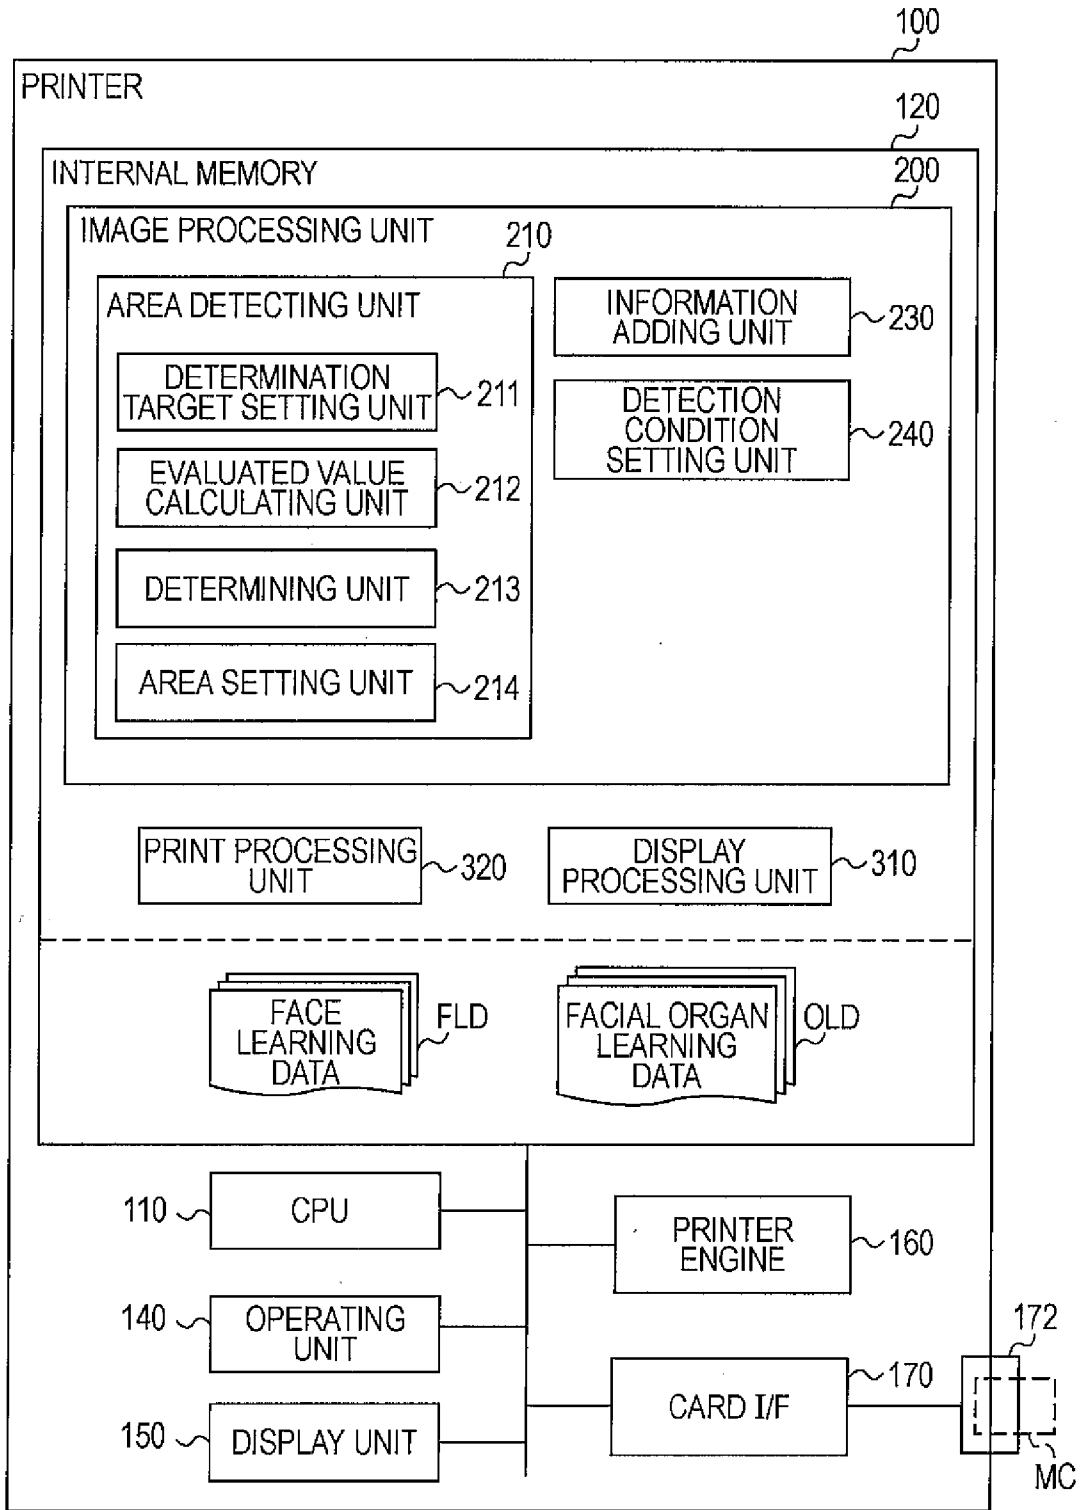 100
PRINTER
120
INTERNAL MEMORY
200
IMAGE PROCESSING UNIT
210
AREA DETECTING UNIT
INFORMATION
ADDING UNIT
230
DETERMINATION
TARGET SETTING UNIT
211
DETECTION
CONDITION
SETTING UNIT
240
EVALUATED VALUE
CALCULATING UNIT
212
DETERMINING UNIT
213
AREA SETTING UNIT
214
PRINT PROCESSING
UNIT
320
DISPLAY
PROCESSING UNIT
310
FACE
LEARNING
DATA
FLD
FACIAL ORGAN
LEARNING
DATA
OLD
110
CPU
PRINTER
ENGINE
160
140
OPERATING
UNIT
172
170
CARD I/F
150
DISPLAY UNIT
MC